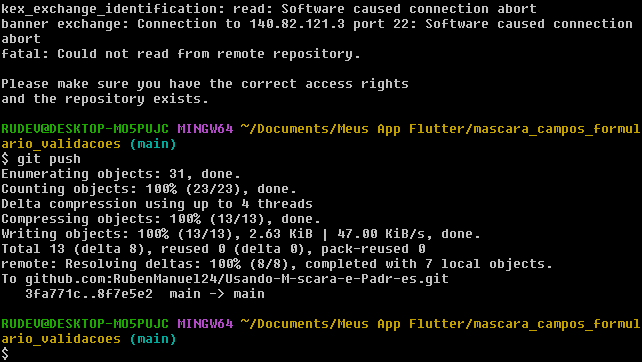 kex_exchange_identification: read: Software caused connection abort
banner exchange: Connection to 140.82.121.3 port 22: Software caused connection
abort
fatal: Could not read from remote repository.
Please make sure you have the correct access rights
and the repository exists.
RUDEV@DESKTOP-MO5PUJC MINGW64 ~/Documents/Meus App Flutter/mascara_campos_formul
ario_validacoes (main)
$ git push
Enumerating objects: 31, done.
Counting objects: 100% (23/23), done.
Delta compression using up to 4 threads
Compressing objects: 100% (13/13), done.
Writing objects: 100% (13/13), 2.63 KiB | 47.00 KiB/s, done.
Total 13 (delta 8), reused 0 (delta 0), pack-reused 0
remote: Resolving deltas: 100% (8/8), completed with 7 local objects.
To github.com:RubenManuel24/Usando-M-scara-e-Padr-es.git
   3fa771c..8f7e5e2  main -> main
RUDEV@DESKTOP-MO5PUJC MINGW64 ~/Documents/Meus App Flutter/mascara_campos_formul
ario_validacoes (main)
$